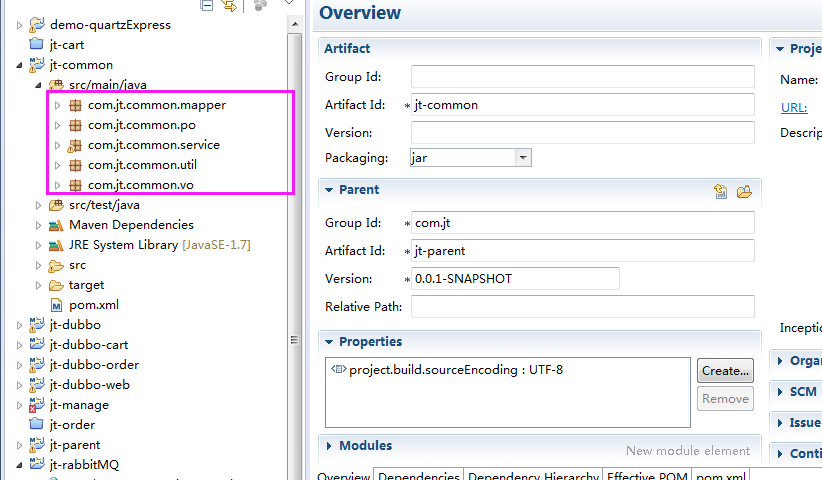 demo-quartzExpress
jt-cart
jt-common
src/main/java
com.jt.common.mapper
com.jt.common.po
com.jt.common.service
com.jt.common.util
com.jt.common.vo
src/test/java
Maven Dependencies
JRE System Library [JavaSE-1.7]
src
target
pom.xml
jt-dubbo
jt-dubbo-cart
jt-dubbo-order
jt-dubbo-web
jt-manage
jt-order
jt-parent
jt-rabbitMQ
Overview
Artifact
Group Id:
Artifact Id: * jt-common
Version:
Packaging: jar
Parent
Group Id: * com.jt
Artifact Id: * jt-parent
Version: * 0.0.1-SNAPSHOT
Relative Path:
Properties
project.build.sourceEncoding : UTF-8
Create...
Remove
Modules
New module element
Overview Dependencies Dependency Hierarchy Effective POM pom.xml
Proje
Name:
URL:
Descrip
Inceptio
Organ
SCM
Issue
Conti